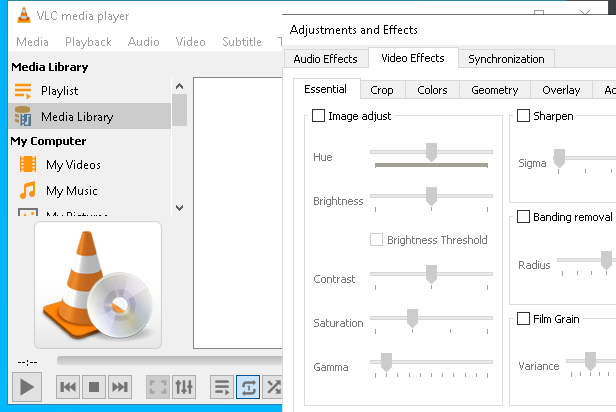 VLC media player
Media Playback Audio Video Subtitle T
Media Library
Playlist
Media Library
My Computer
My Videos
My Music
My Pictures
--:--
Adjustments and Effects
Audio Effects Video Effects Synchronization
Essential Crop Colors Geometry Overlay Ac
Image adjust
Hue
Brightness
Brightness Threshold
Contrast
Saturation
Gamma
Sharpen
Sigma
Banding removal
Radius
Film Grain
Variance